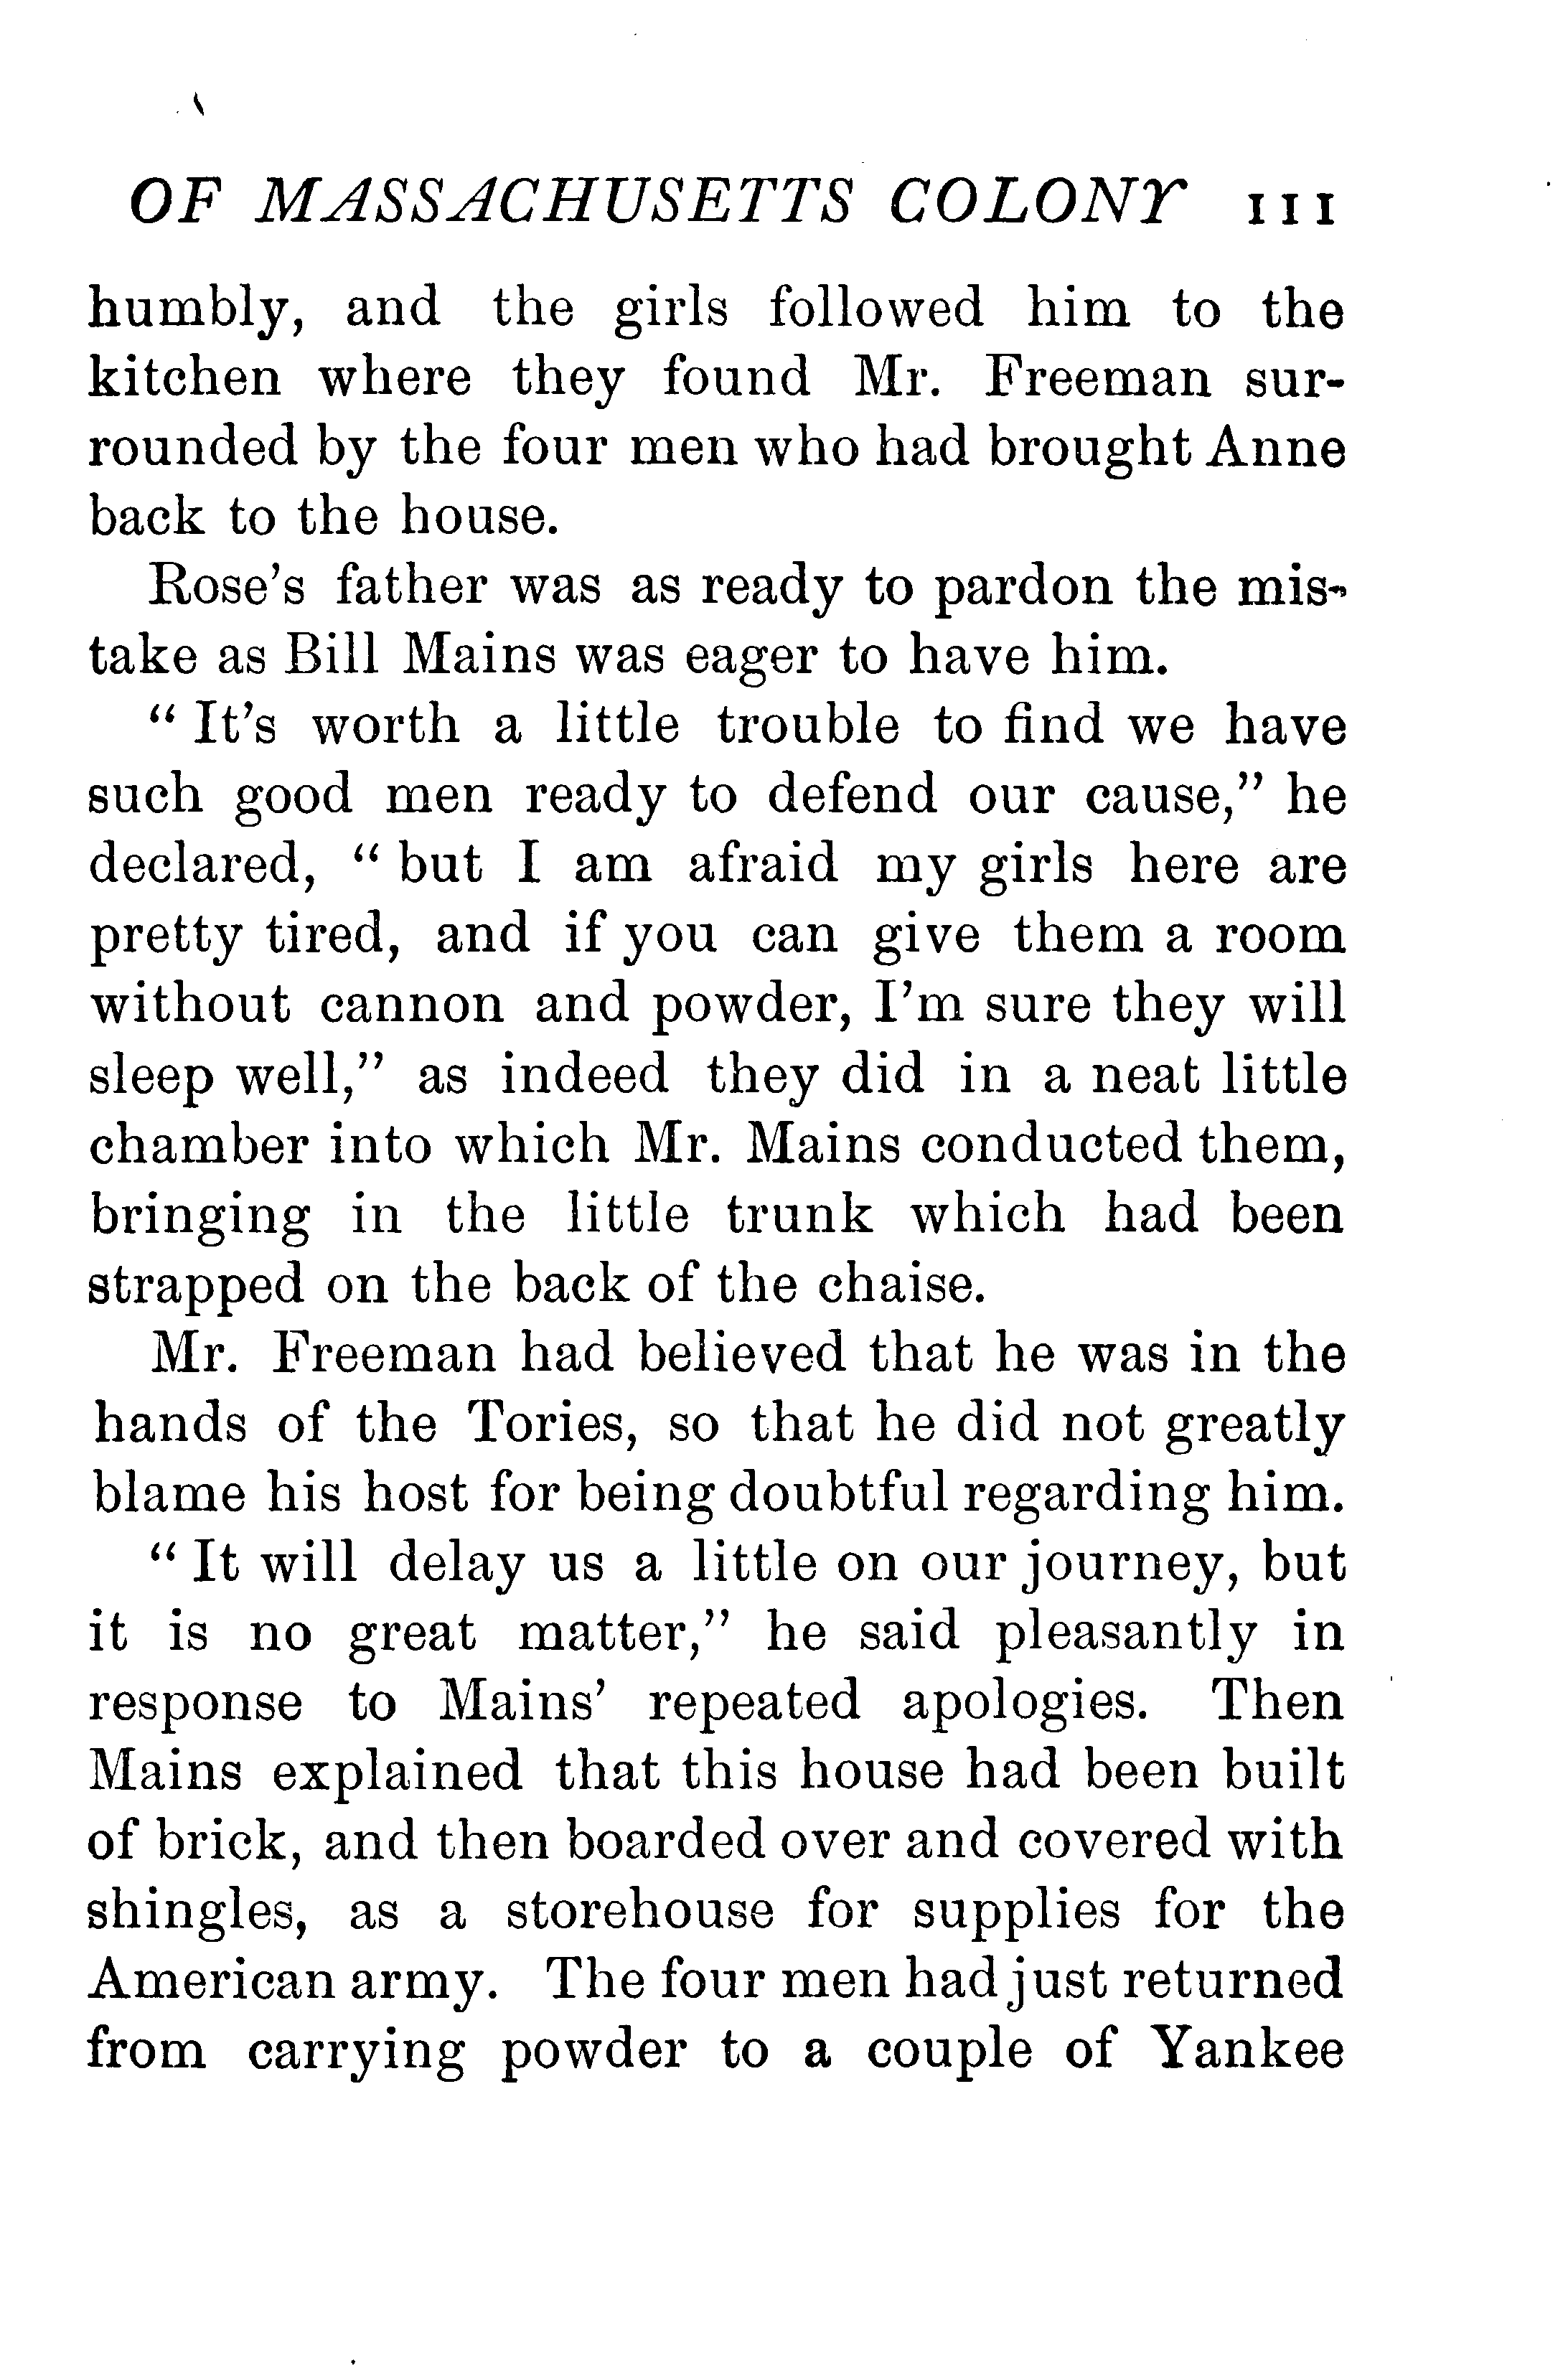 OF MASSACHUSETTS COLONY 111
humbly, and the girls followed him to the
kitchen where they found Mr. Freeman sur-
rounded by the four men who had brought Anne
back to the house.
Rose's father was as ready to pardon the mis-
take as Bill Mains was eager to have him.
“ It's worth a little trouble to find we have
such good men ready to defend our cause,” he
declared, “ but I am afraid my girls here are
pretty tired, and if you can give them a room
without cannon and powder, I'm sure they will
sleep well,” as indeed they did in a neat little
chamber into which Mr. Mains conducted them,
bringing in the little trunk which had been
strapped on the back of the chaise.
Mr. Freeman had believed that he was in the
hands of the Tories, so that he did not greatly
blame his host for being doubtful regarding him.
“ It will delay us a little on our journey, but
it is no great matter,” he said pleasantly in
response to Mains' repeated apologies. Then
Mains explained that this house had been built
of brick, and then boarded over and covered with
shingles, as a storehouse for supplies for the
American army. The four men had just returned
from carrying powder to a couple of Yankee